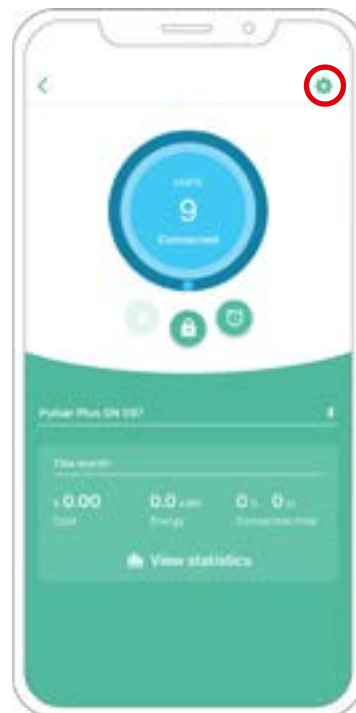 9
Connected
Pulsar Plus SN
This month
0.00 0.0 kWh 0 h 0 m
Cost Energy Connection time
View statistics